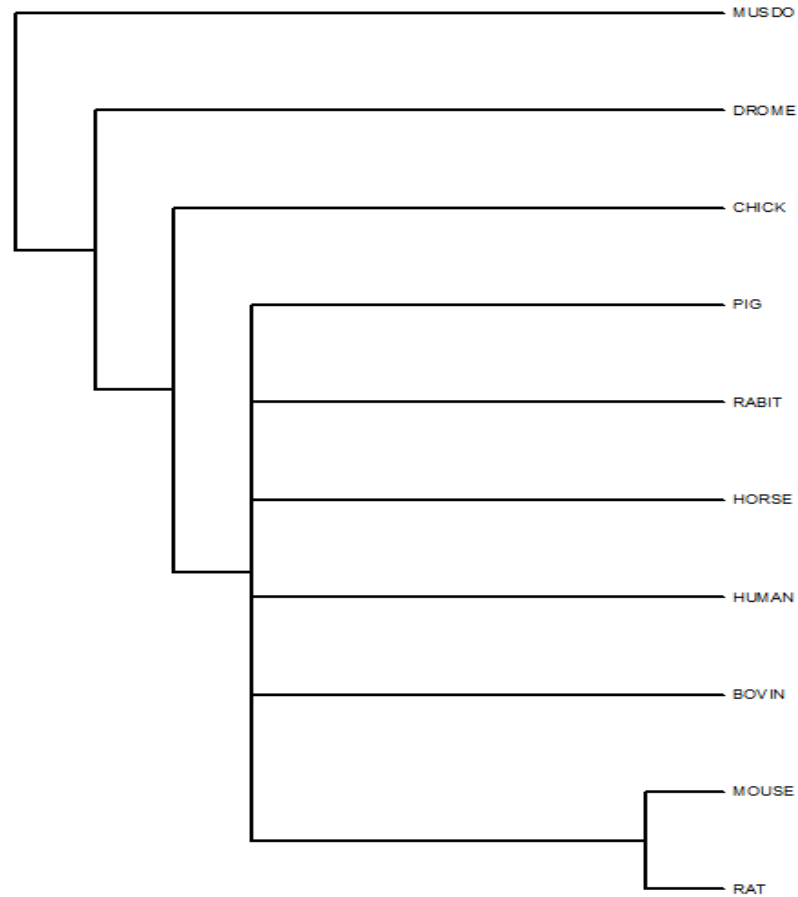 MUSDO
DROME
CHICK
PIG
RABIT
HORSE
HUMAN
BOVIN
MOUSE
RAT